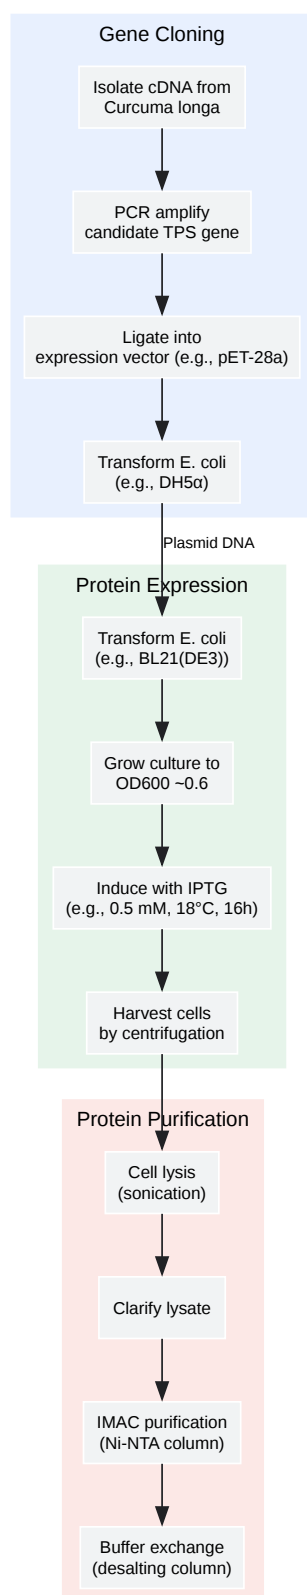 Gene Cloning
Isolate cDNA from
Curcuma longa
PCR amplify
candidate TPS gene
Ligate into
expression vector (e.g., pET-28a)
Transform E. coli
(e.g., DH5α)
Plasmid DNA
Protein Expression
Transform E. coli
(e.g., BL21(DE3))
Grow culture to
OD600 ~0.6
Induce with IPTG
(e.g., 0.5 mM, 18°C, 16h)
Harvest cells
by centrifugation
Protein Purification
Cell lysis
(sonication)
Clarify lysate
IMAC purification
(Ni-NTA column)
Buffer exchange
(desalting column)